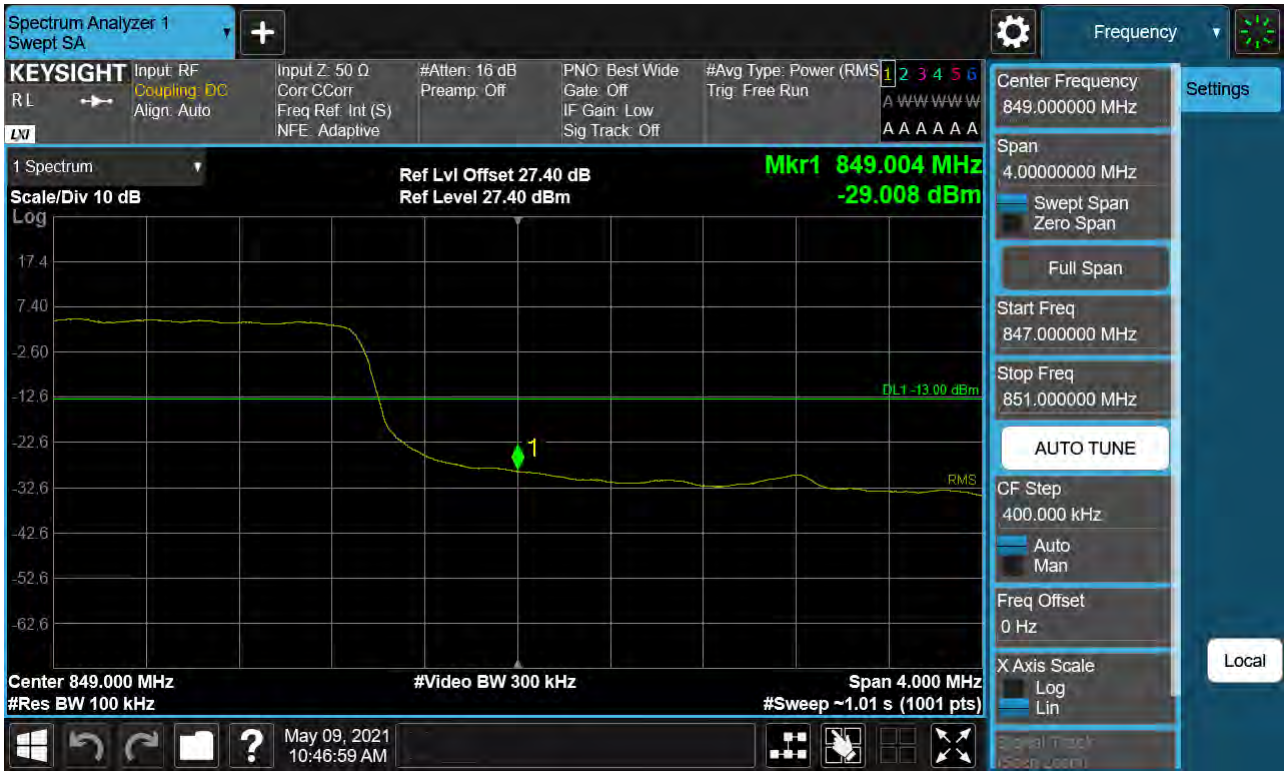 Spectrum Analyzer 1
Swept SA
Frequency
KEYSIGHT
RL
LXI
Input: RF
Coupling: DC
Align: Auto
Input Z: 50 Ω
Corr CCorr
Freq Ref: Int (S)
NFE: Adaptive
#Atten: 16 dB
Preamp: Off
PNO: Best Wide
Gate: Off
IF Gain: Low
Sig Track: Off
#Avg Type: Power (RMS
Trig: Free Run
1 2 3 4 5 6
A W W W W W
A A A A A A
Center Frequency
849.000000 MHz
Settings
Span
4.00000000 MHz
Swept Span
Zero Span
Full Span
Start Freq
847.000000 MHz
Stop Freq
851.000000 MHz
AUTO TUNE
CF Step
400.000 kHz
Auto
Man
Freq Offset
0 Hz
X Axis Scale
Log
Lin
Signal Track
(Span Zoom)
Local
1 Spectrum
Scale/Div 10 dB
Ref Lvl Offset 27.40 dB
Ref Level 27.40 dBm
Mkr1 849.004 MHz
-29.008 dBm
Log
17.4
7.40
-2.60
-12.6
DL1 -13.00 dBm
-22.6
1
-32.6
RMS
-42.6
-52.6
-62.6
Center 849.000 MHz
#Video BW 300 kHz
Span 4.000 MHz
#Res BW 100 kHz
#Sweep ~1.01 s (1001 pts)
?
May 09, 2021
10:46:59 AM